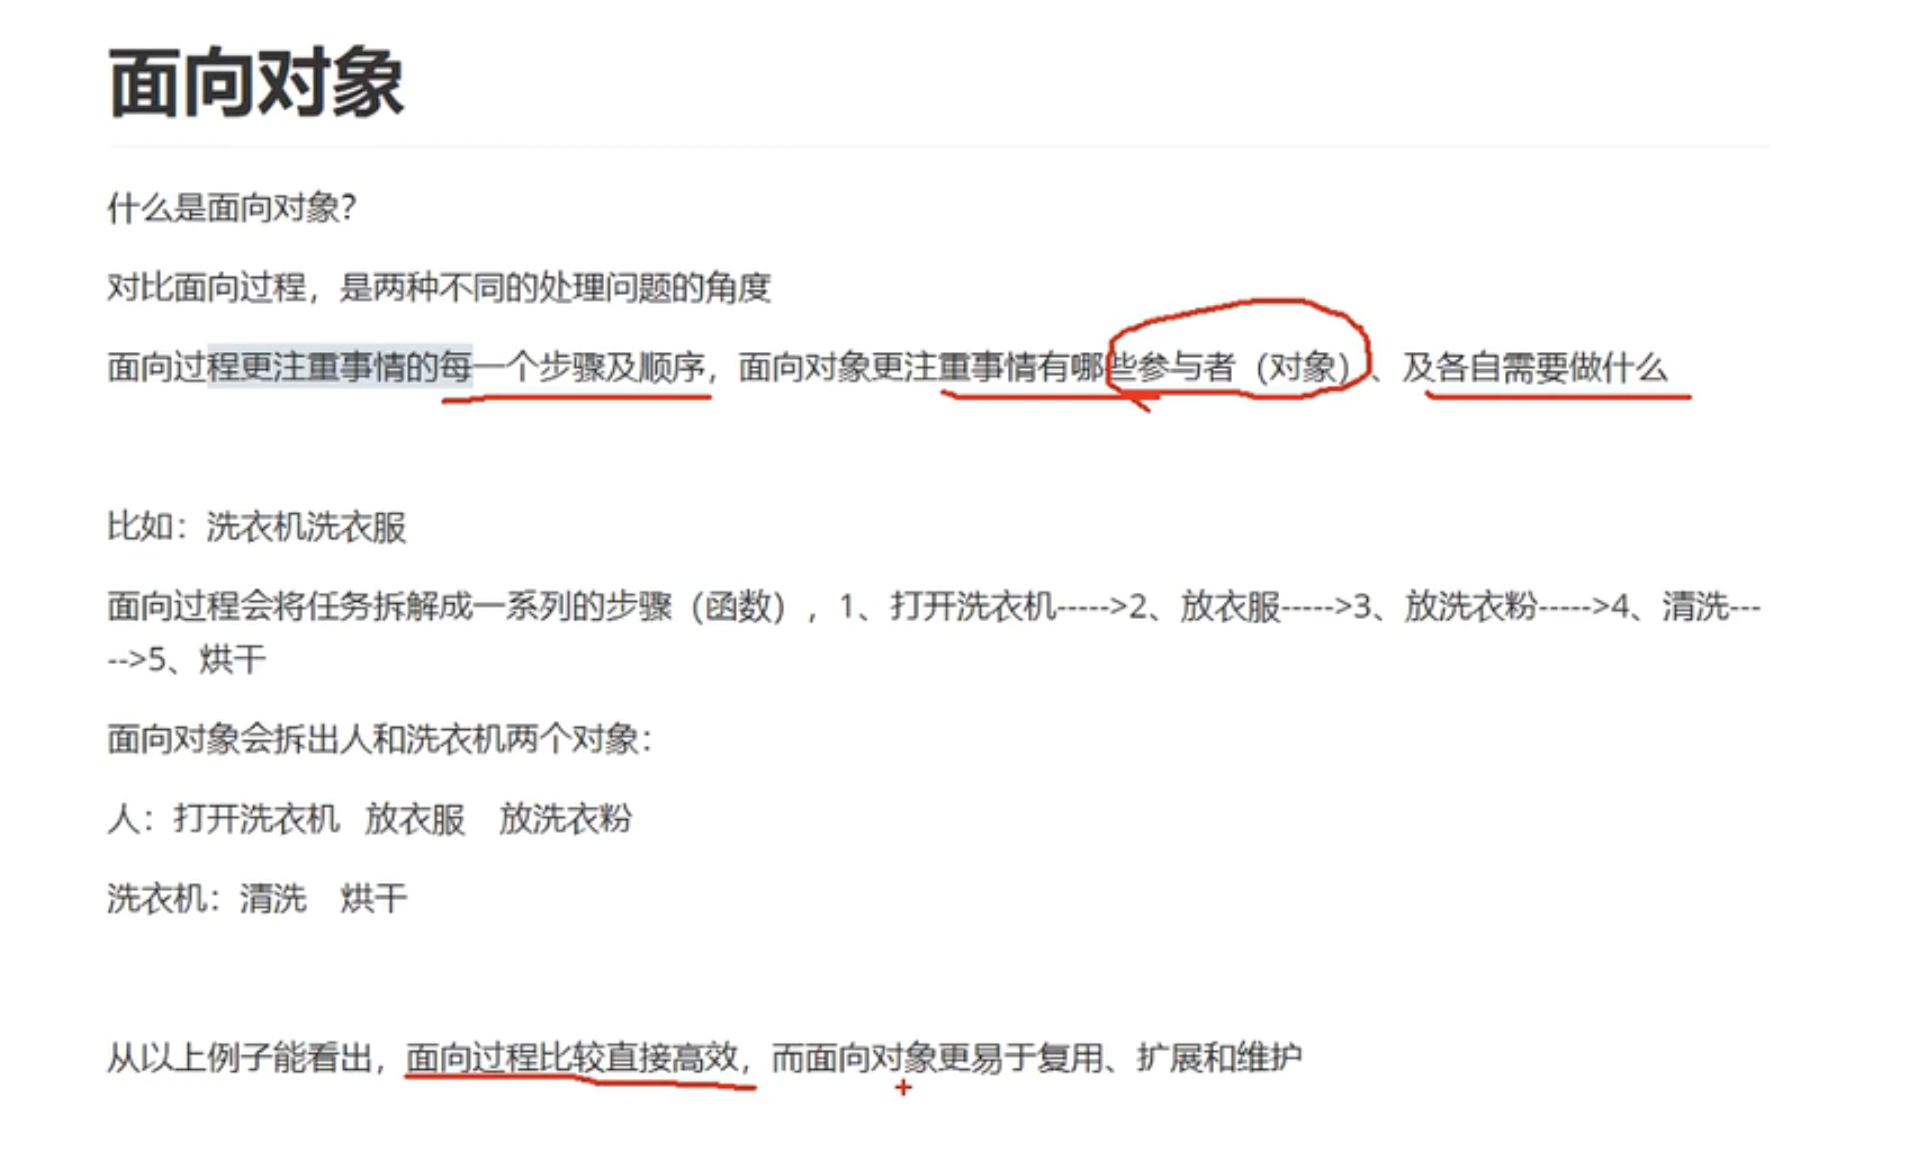 面向对象
什么是面向对象？
对比面向过程，是两种不同的处理问题的角度
面向过程更注重事情的每一个步骤及顺序，面向对象更注重事情有哪些参与者（对象）、及各自需要做什么
比如：洗衣机洗衣服
面向过程会将任务拆解成一系列的步骤（函数），1、打开洗衣机----->2、放衣服----->3、放洗衣粉----->4、清洗---
-->5、烘干
面向对象会拆出人和洗衣机两个对象：
人：打开洗衣机 放衣服 放洗衣粉
洗衣机：清洗 烘干
从以上例子能看出，面向过程比较直接高效，而面向对象更易于复用、扩展和维护